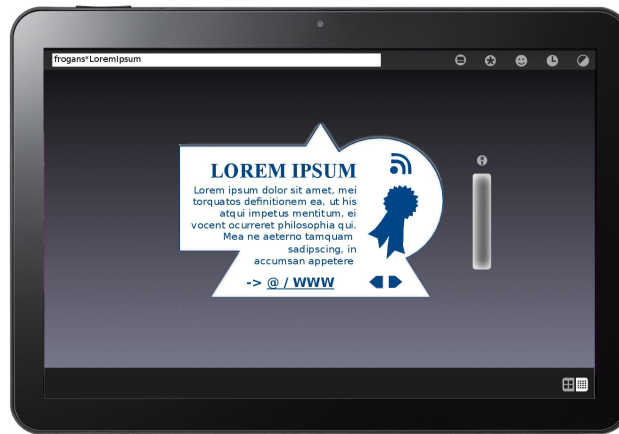 frogans*LoremIpsum
LOREM IPSUM
Lorem ipsum dolor sit amet, mei
torquatos definitionem ea, ut his
atqui impetus mentitum, ei
vocent ocurreret philosophia qui.
Mea ne aeterno tamquam
sadipscing, in
accumsan appetere
-> @ / WWW